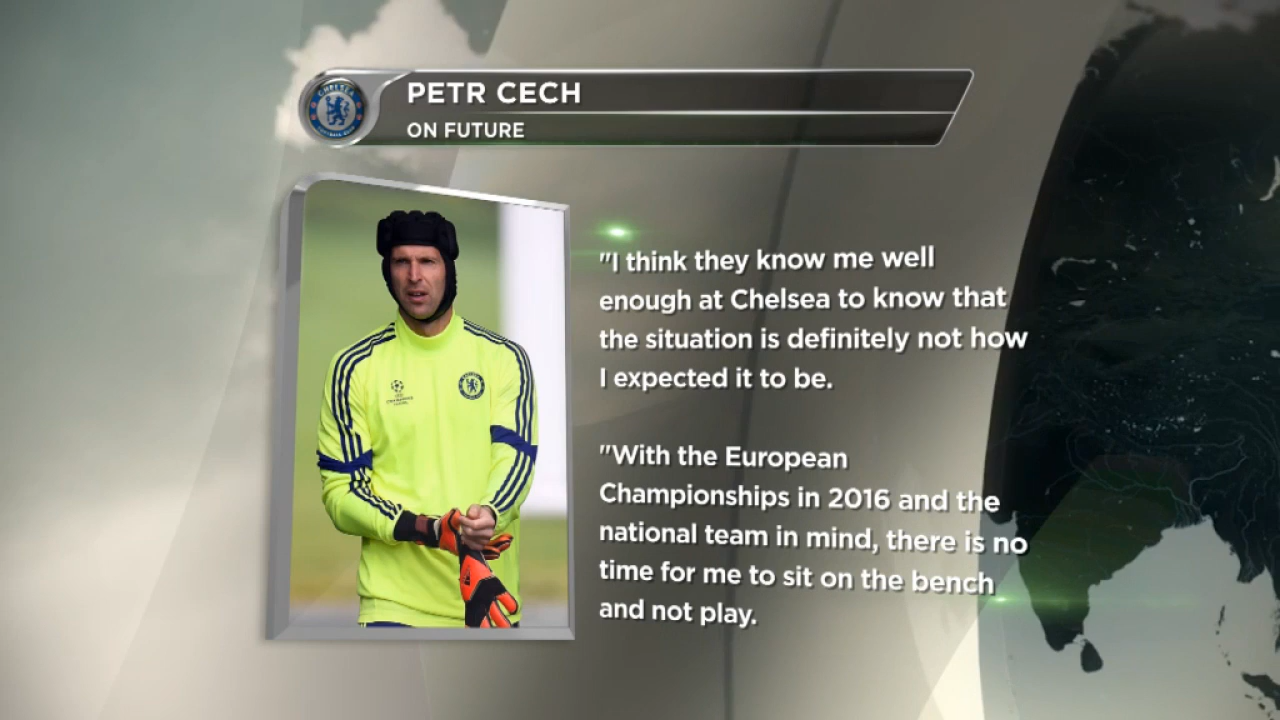 PETR CECH
ON FUTURE
"I think they know me well
enough at Chelsea to know that
the situation is definitely not how
I expected it to be.
"With the European
Championships in 2016 and the
national team in mind, there is no
time for me to sit on the bench
and not play.